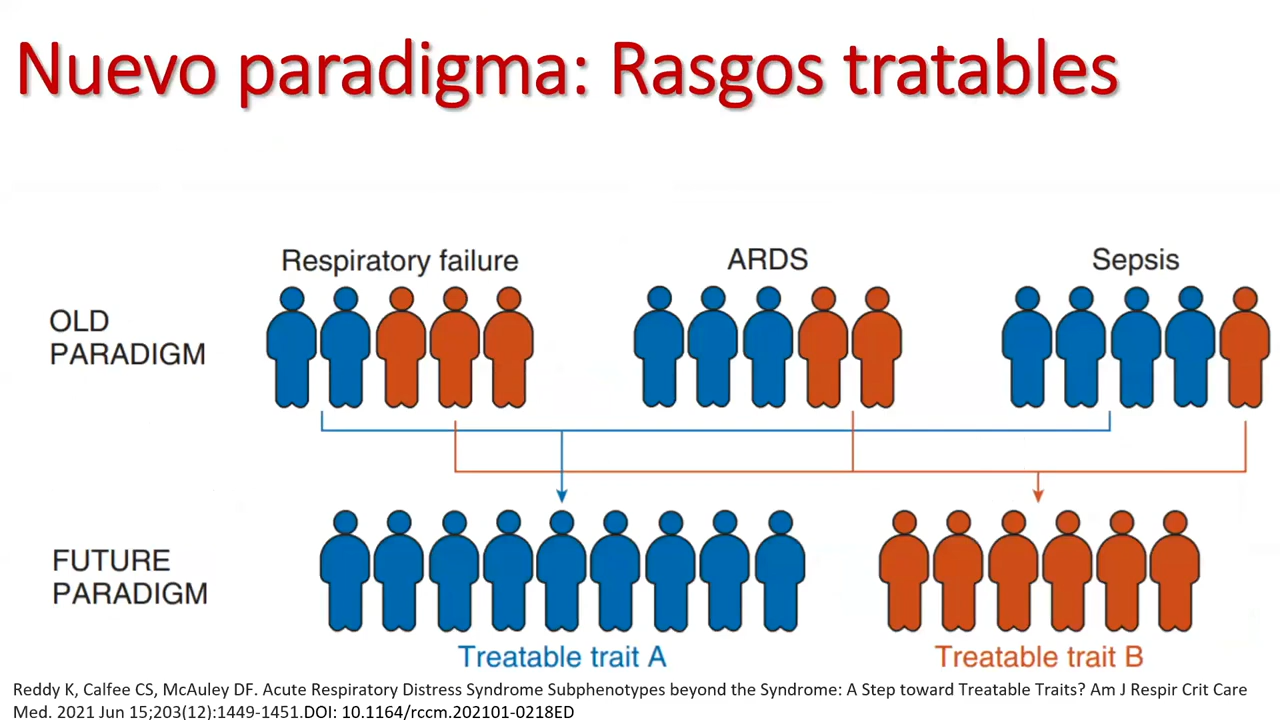 Nuevo paradigma: Rasgos tratables
Respiratory failure
ARDS
Sepsis
OLD
PARADIGM
FUTURE
PARADIGM
Treatable trait A
Treatable trait B
Reddy K, Calfee CS, McAuley DF. Acute Respiratory Distress Syndrome Subphenotypes beyond the Syndrome: A Step toward Treatable Traits? Am J Respir Crit Care
Med. 2021 Jun 15;203(12):1449-1451.DOI: 10.1164/rccm.202101-0218ED